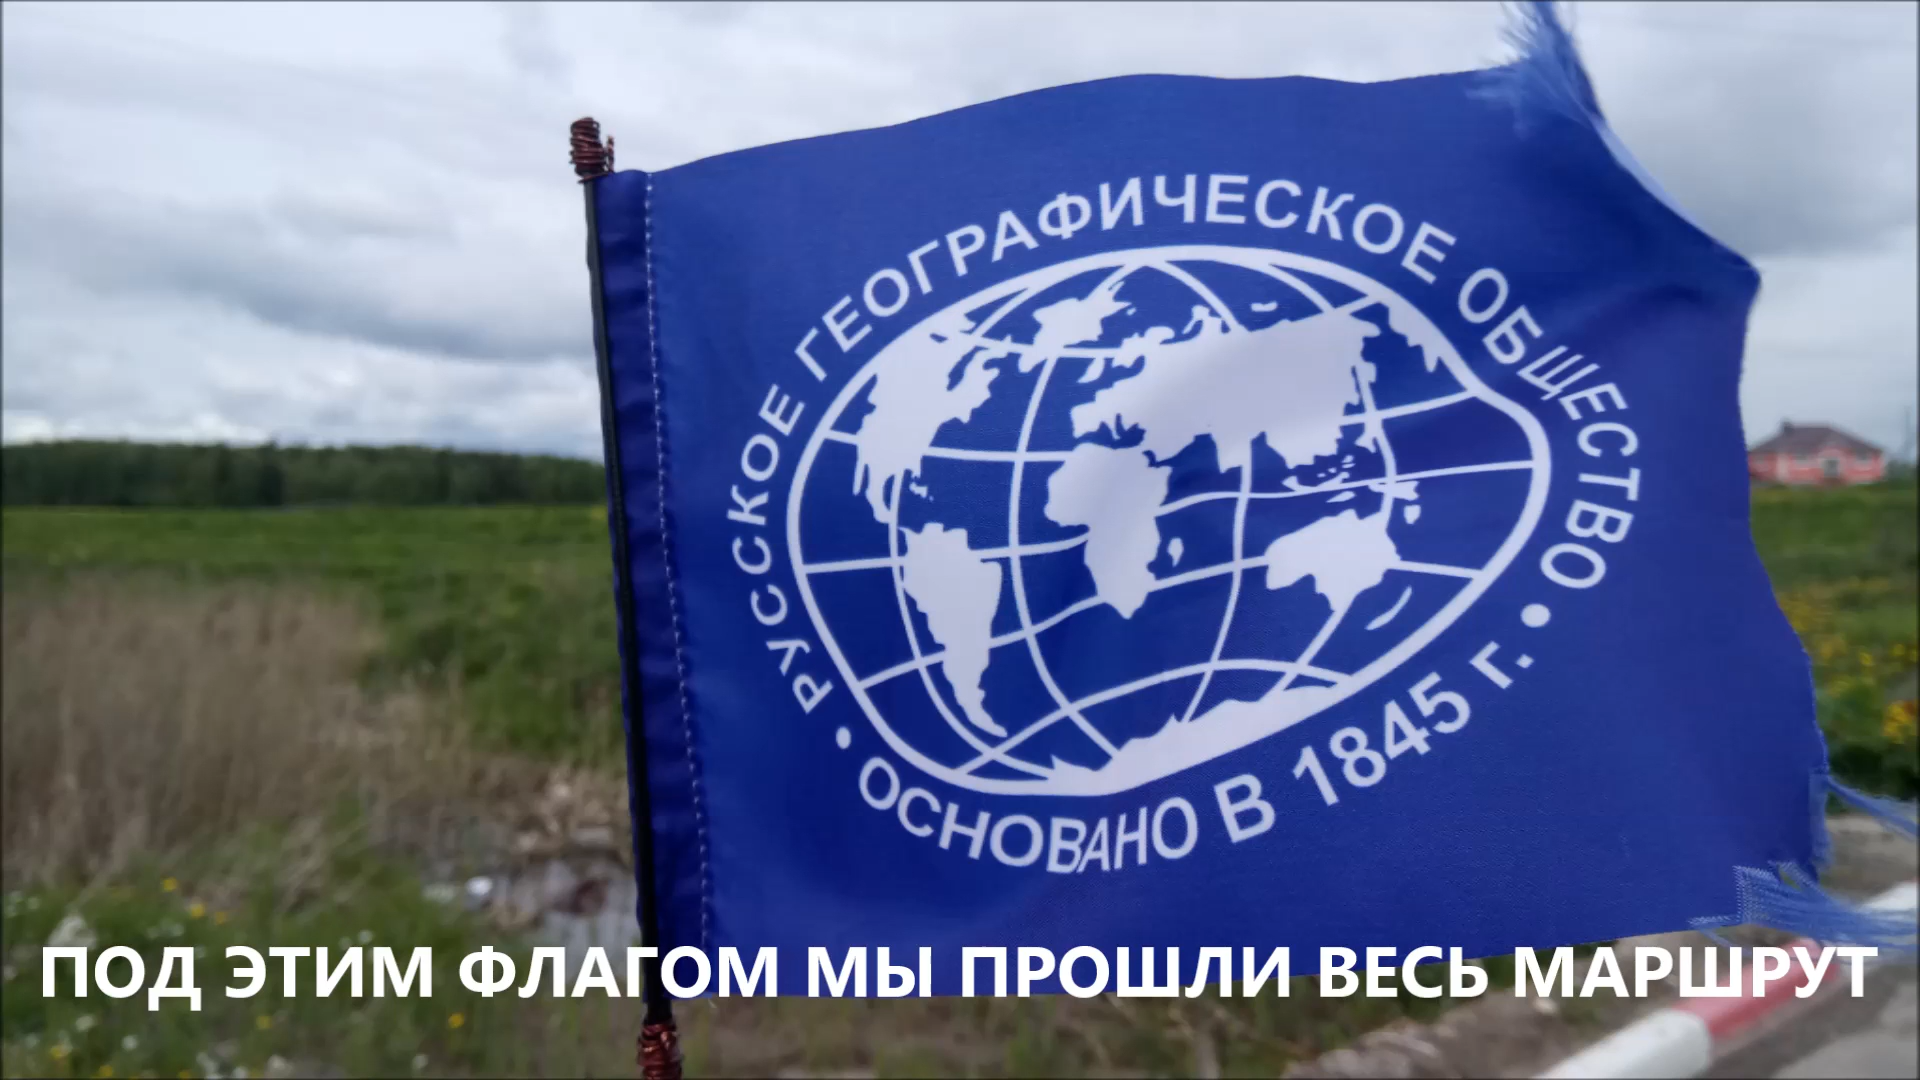 • РУССКОЕ ГЕОГРАФИЧЕСКОЕ ОБЩЕСТВО •
ОСНОВАНО В 1845 г.
ПОД ЭТИМ ФЛАГОМ МЫ ПРОШЛИ ВЕСЬ МАРШРУТ